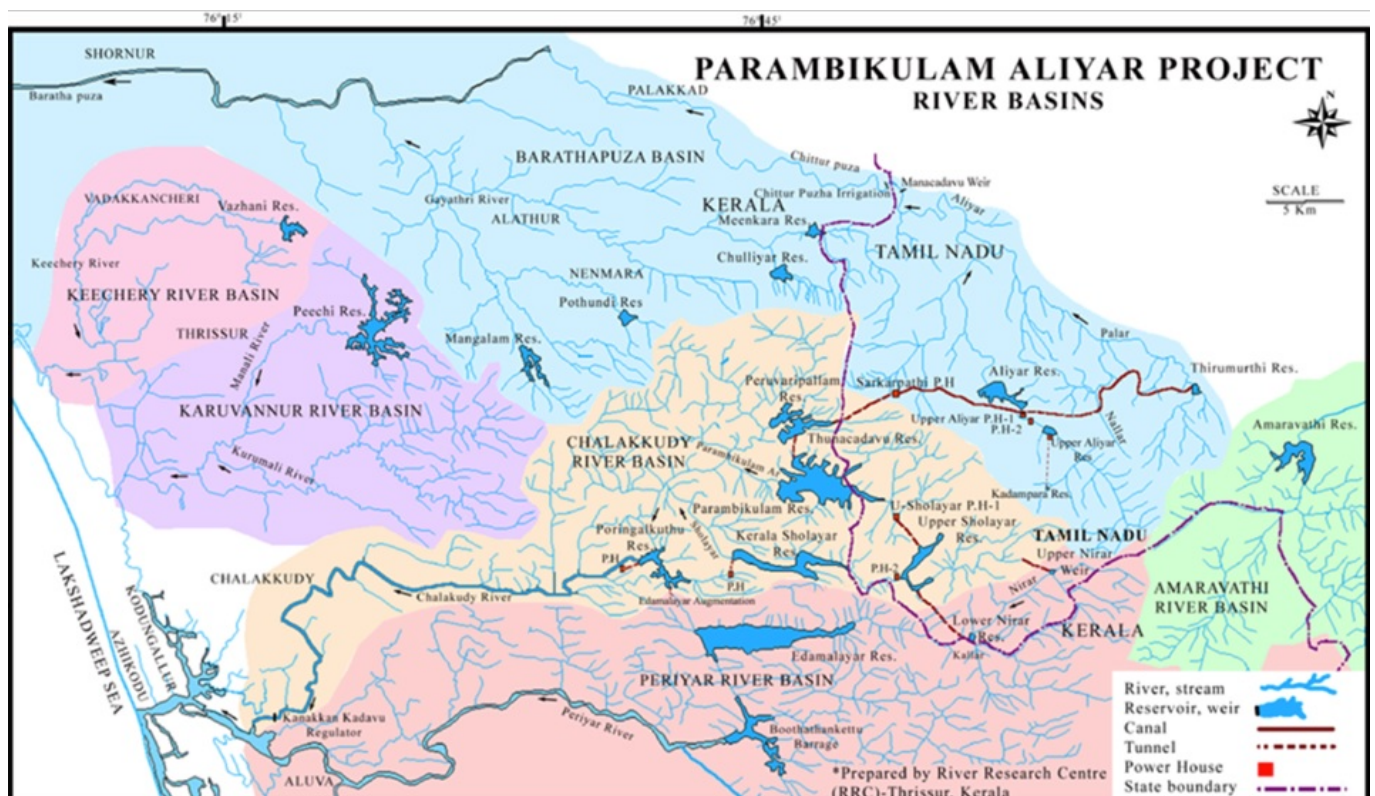 76°15'
76°45'
PARAMBIKULAM ALIYAR PROJECT
RIVER BASINS
N
SCALE
5 Km
SHORNUR
Baratha puza
PALAKKAD
BARATHAPUZA BASIN
Chittur puza
Chittur Puzha Irrigation
Manacadavu Weir
Aliyar
VADAKKANCHERI
Vazhani Res.
Gayathri River
ALATHUR
KERALA
Meenkara Res.
TAMIL NADU
Keechery River
KEECHERY RIVER BASIN
Chulliyar Res.
NENMARA
Pothundi Res
Peechi Res.
THRISSUR
Manali River
Mangalam Res.
Palar
Thirumurthi Res.
Aliyar Res.
Sarkarpathi P.H
Peruvaripallam
Res.
KARUVANNUR RIVER BASIN
Upper Aliyar P.H-1
P.H-2
Nallar
Amaravathi Res.
Thunacadavu Res.
CHALAKKUDY
RIVER BASIN
Upper Aliyar
Res
Kurumali River
Parambikulam Ar.
Kadampara Res.
Parambikulam Res.
U-Sholayar P.H-1
Upper Sholayar
Res.
Poringalkuthu
Res.
Sholayar
Kerala Sholayar
Res
TAMIL NADU
Upper Nirar
Weir
LAKSHADWEEP SEA
KODUNGALLUR
AZHIKODU
CHALAKKUDY
P.H
P.H
P.H-2
Nirar
AMARAVATHI
RIVER BASIN
Chalakudy River
Edamalayar Augmentation
Lower Nirar
Res.
KERALA
Kallar
Edamalayar Res.
PERIYAR RIVER BASIN
Kanakkan Kadavu
Regulator
Periyar River
Boothathankettu
Barrage
ALUVA
River, stream
Reservoir, weir
Canal
Tunnel
Power House
State boundary
*Prepared by River Research Centre
(RRC)-Thrissur, Kerala